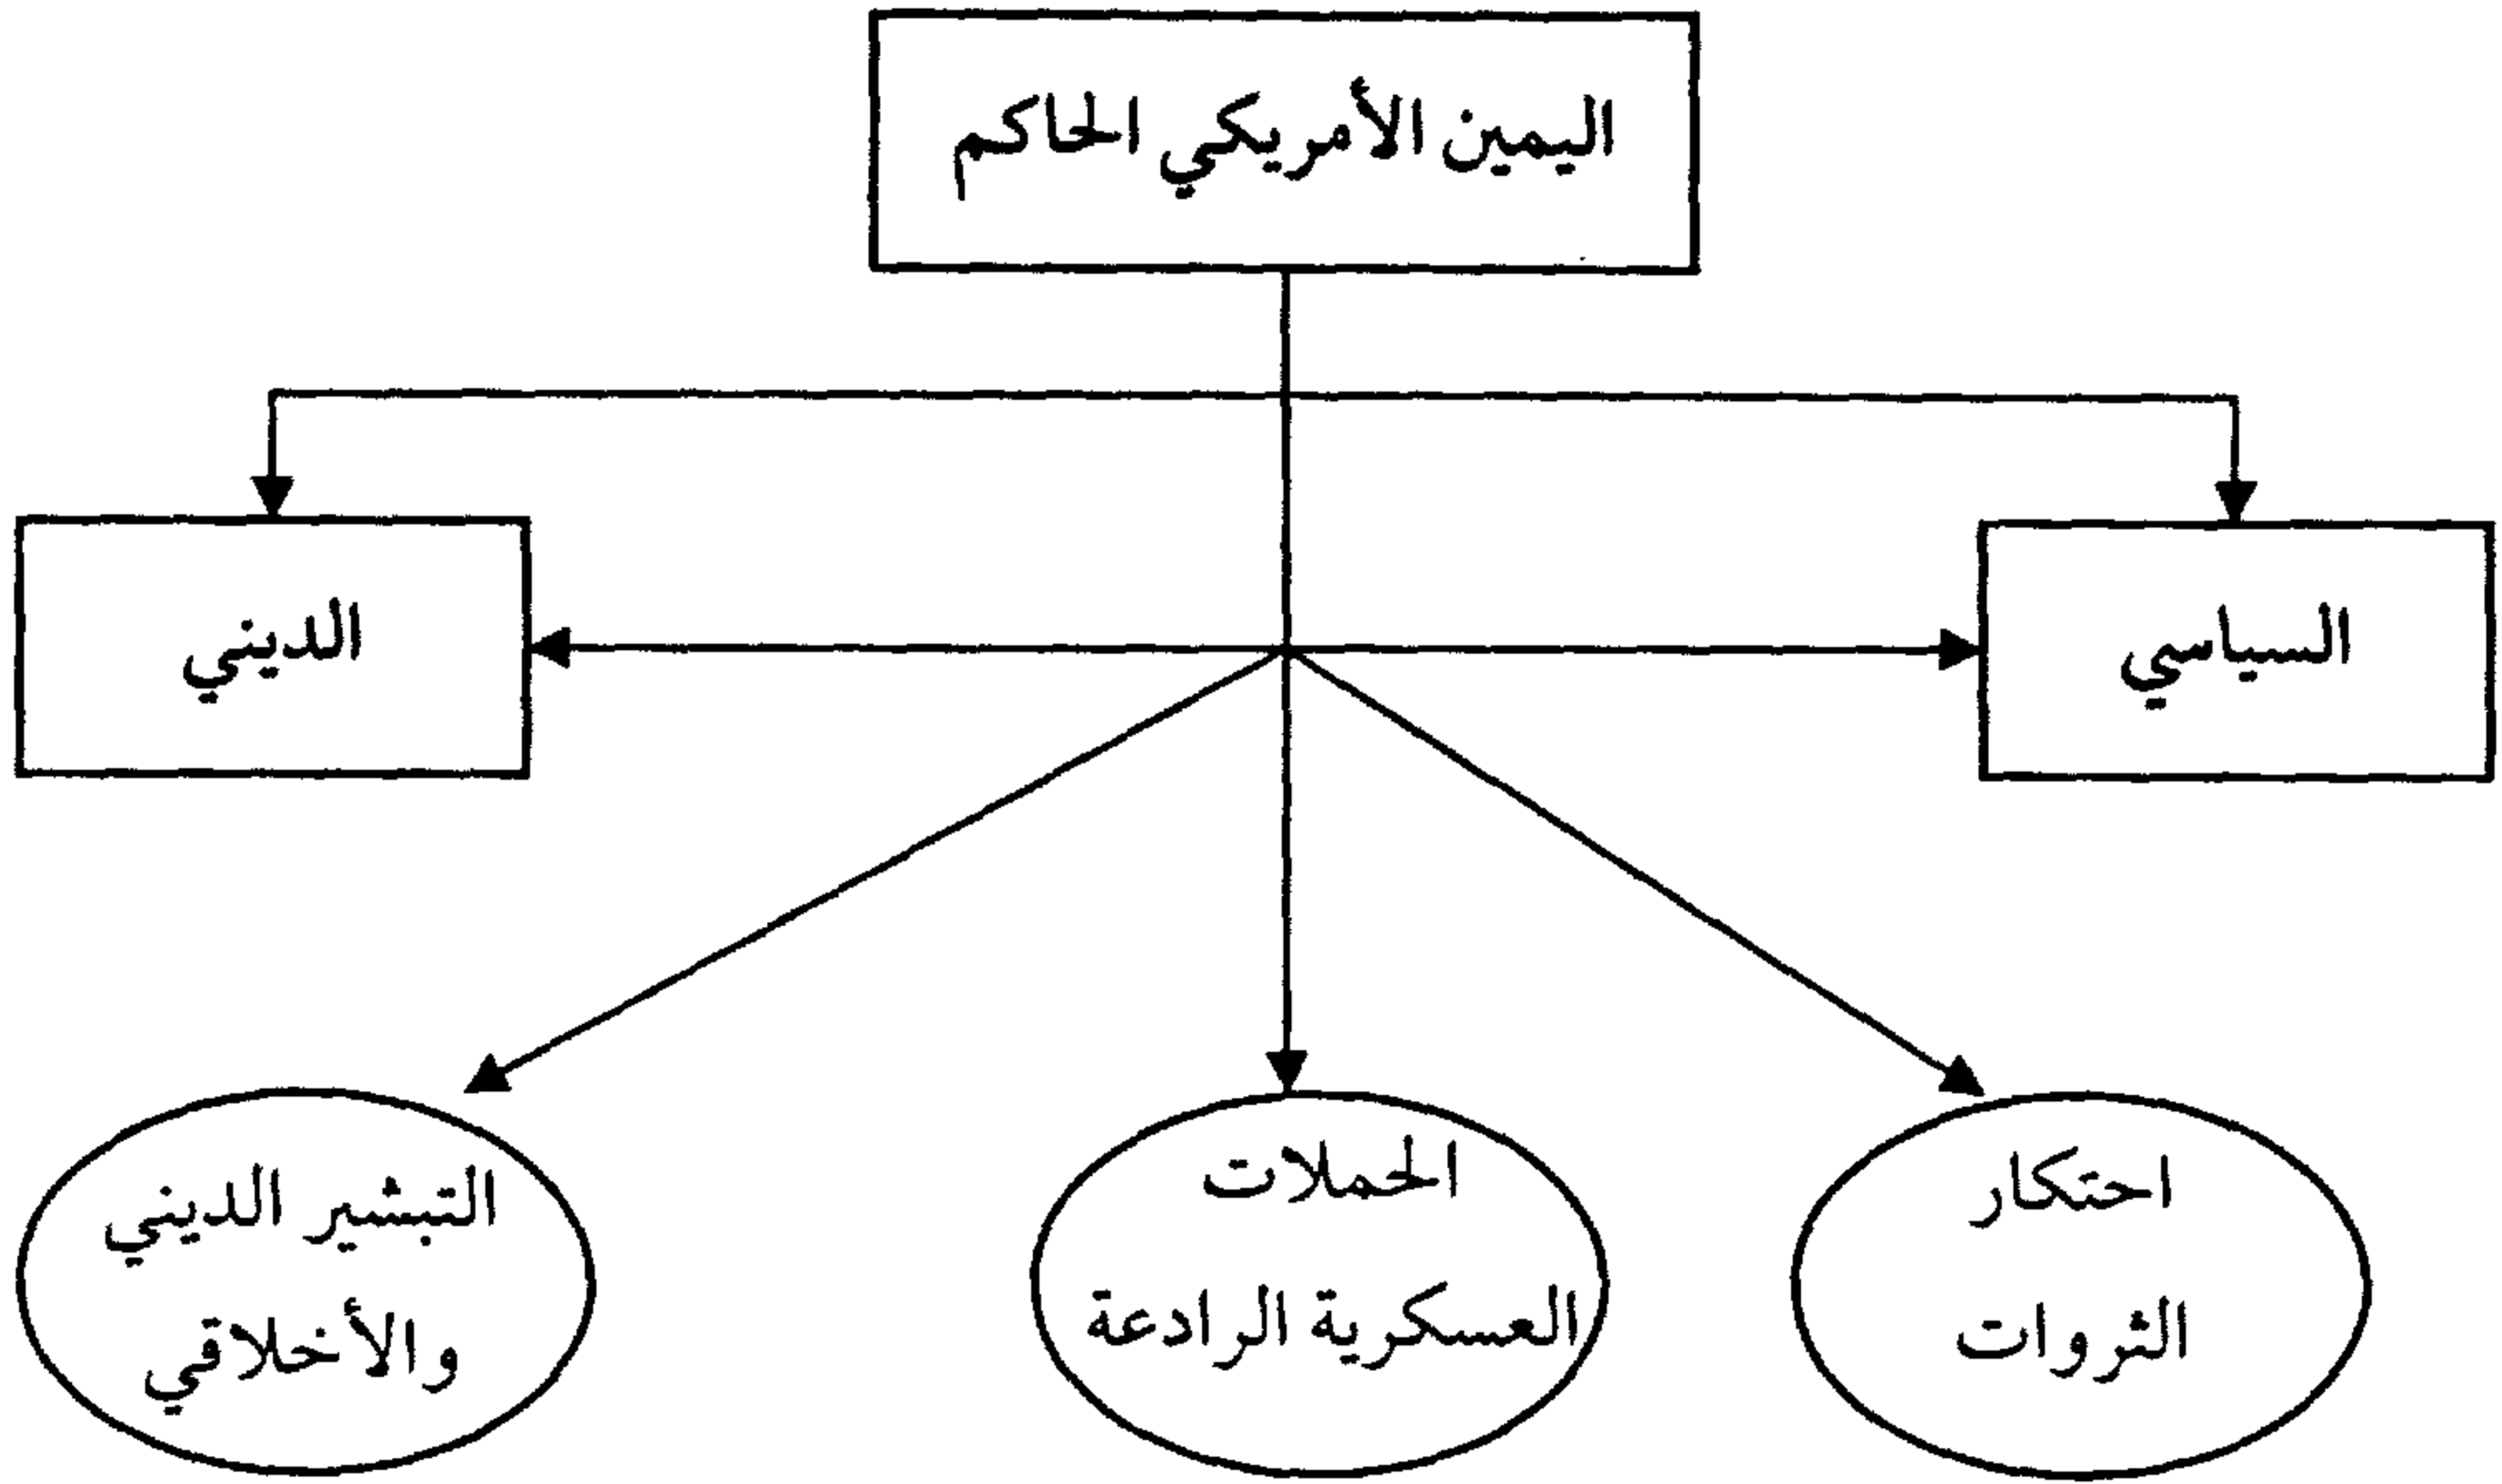 اليمين الأمريكي الحاكم
السياسي
الديني
احتكار
الثروات
الحملات
العسكرية الرادعة
التبشير الديني
والأخلاقي